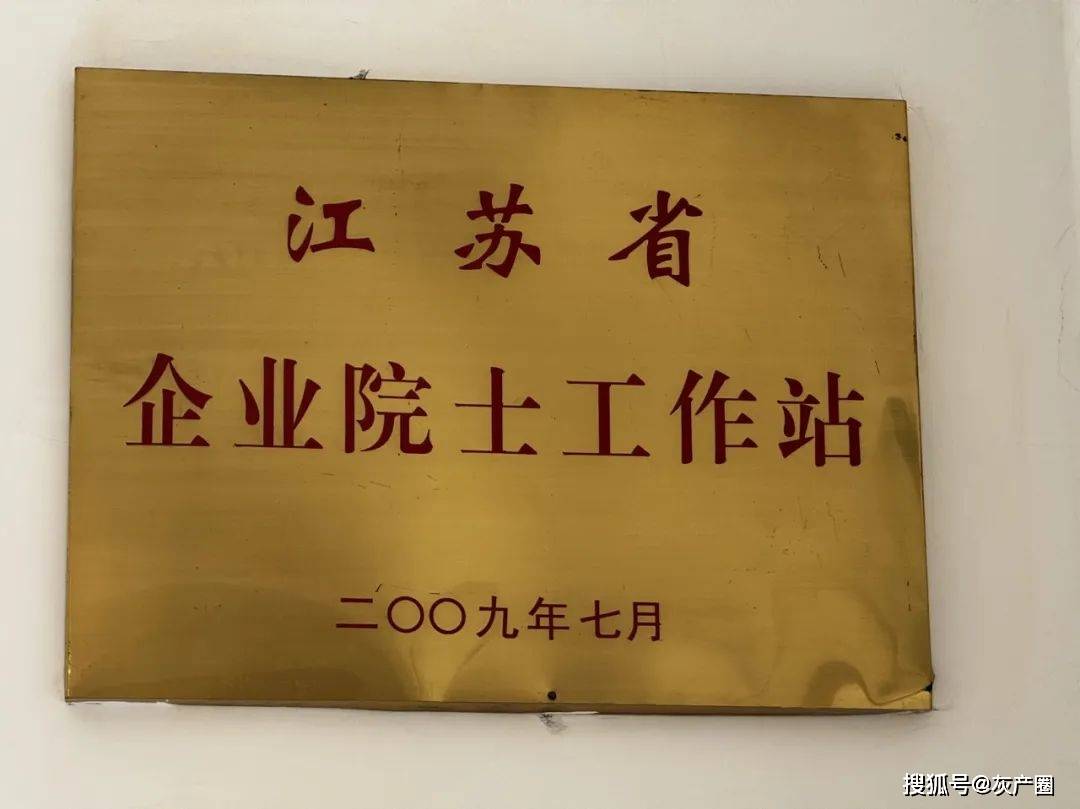 江苏省
企业院士工作站
二〇〇九年七月
搜狐号@灰产圈